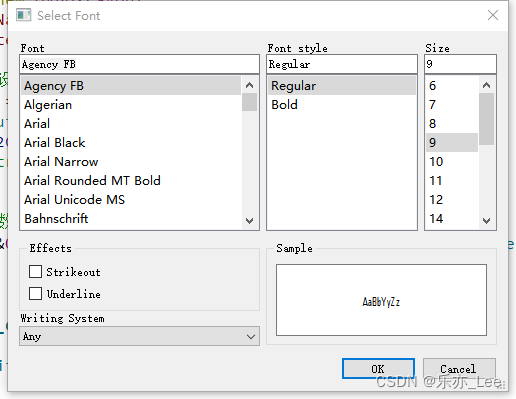 Select Font
Font
Font style
Size
Agency FB
Regular
9
Agency FB
Algerian
Arial
Arial Black
Arial Narrow
Arial Rounded MT Bold
Arial Unicode MS
Bahnschrift
Regular
Bold
6
7
8
9
10
11
12
14
Effects
Strikeout
Underline
Sample
AaBbYyZz
Writing System
Any
OK
Cancel
CSDN @乐亦_Lee